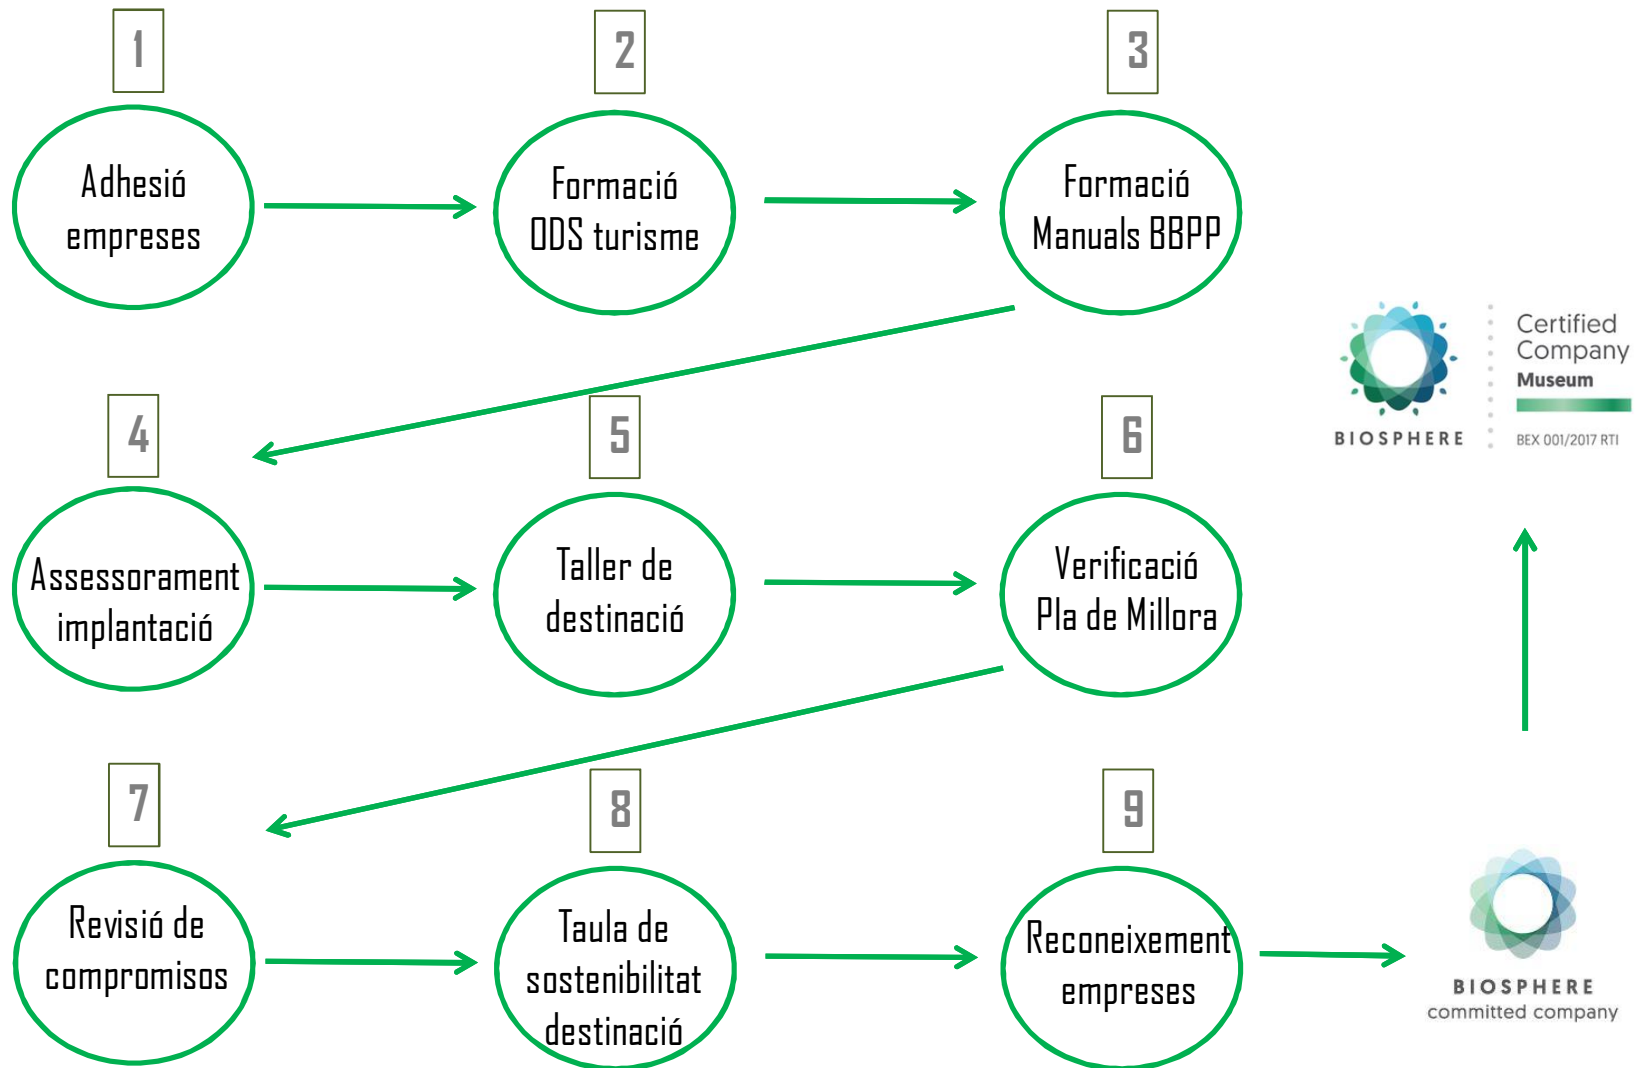 1
Adhesió
empreses
2
Formació
ODS turisme
3
Formació
Manuals BBPP
4
Assessorament
implantació
5
Taller de
destinació
6
Verificació
Pla de Millora
BIOSPHERE
Certified
Company
Museum
BEX 001/2017 RTI
7
Revisió de
compromisos
8
Taula de
sostenibilitat
destinació
9
Reconeixement
empreses
BIOSPHERE
committed company